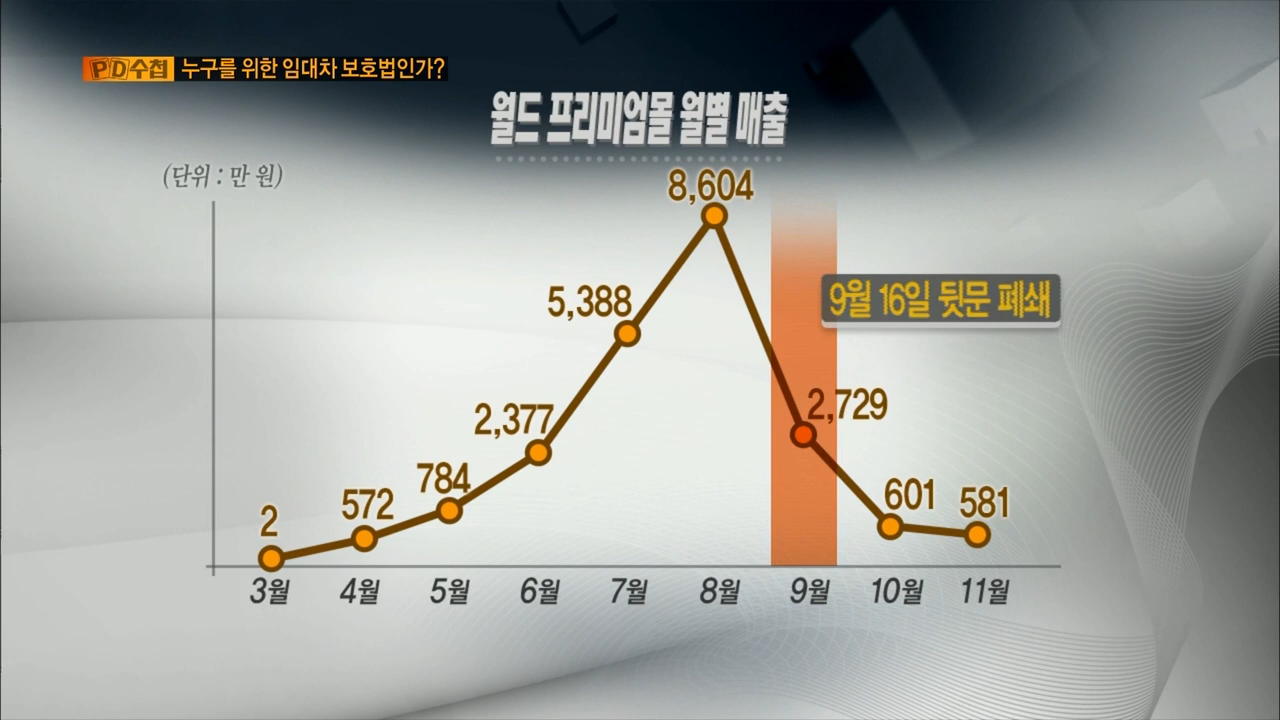 PD수첩 누구를 위한 임대차 보호법인가?
월드 프리미엄몰 월별 매출
(단위 : 만 원)
8,604
5,388
9월 16일 뒷문 폐쇄
2,377
2,729
784
572
601
581
2
3월 4월 5월 6월 7월 8월 9월 10월 11월